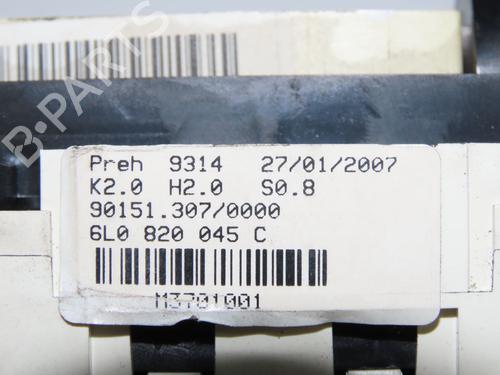 B-PARTS
Preh 9314 27/01/2007
K2.0 H2.0 S0.8
90151.307/0000
6L0 820 045 C
M3701001